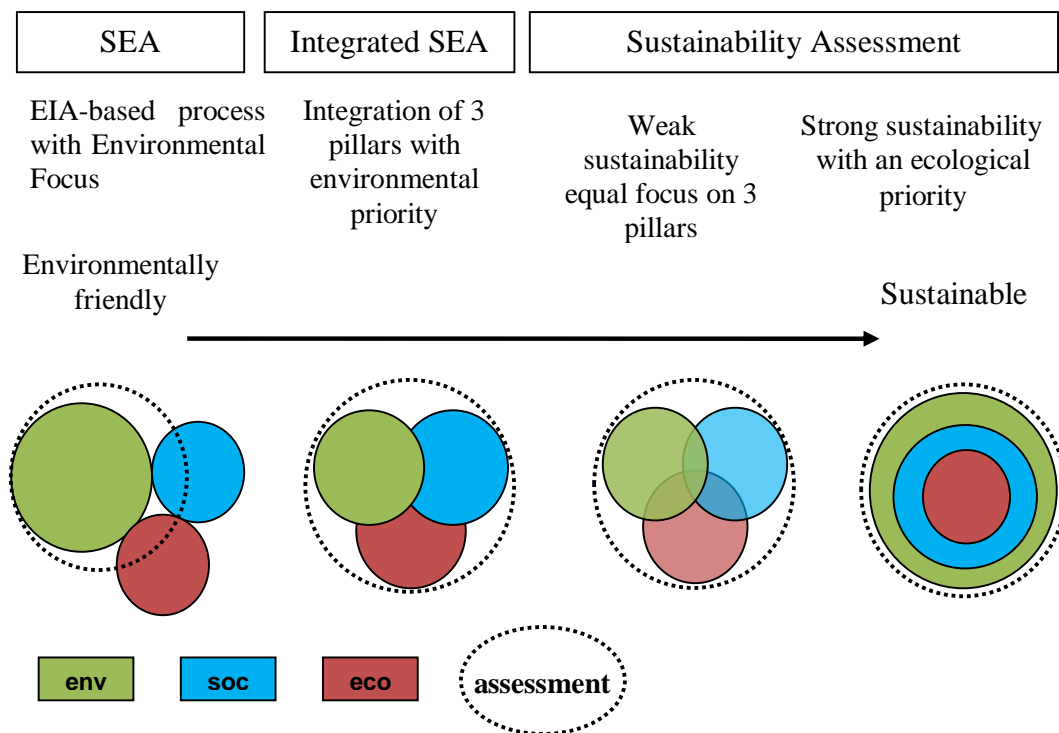 SEA
Integrated SEA
Sustainability Assessment
EIA-based process
with Environmental
Focus
Integration of 3
pillars with
environmental
priority
Weak
sustainability
equal focus on 3
pillars
Strong sustainability
with an ecological
priority
Environmentally
friendly
Sustainable
env
soc
eco
assessment